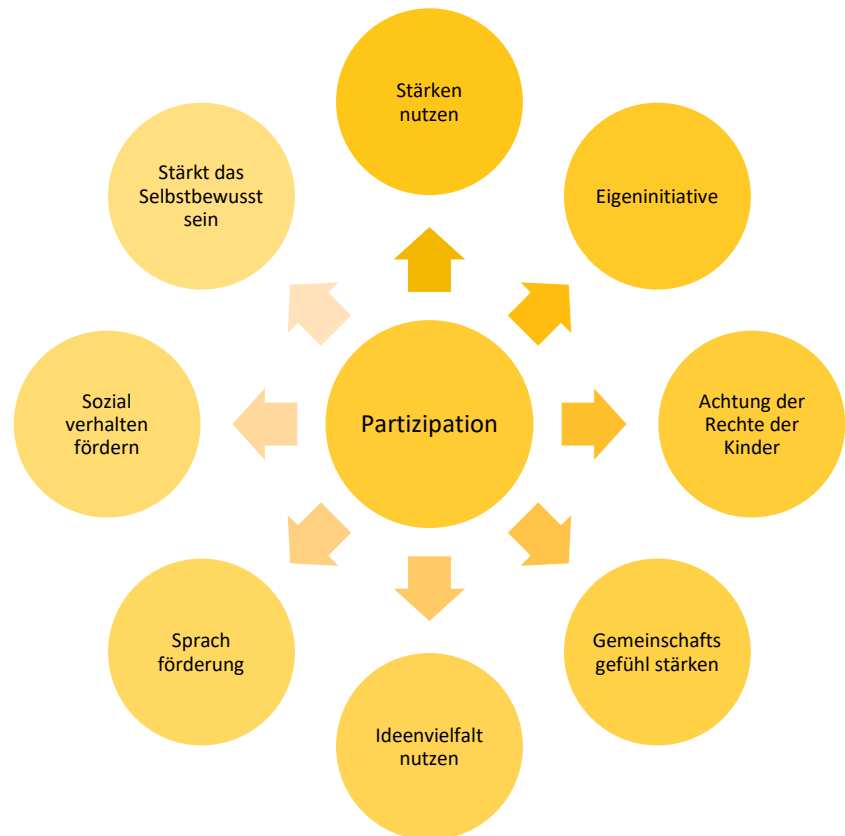 Stärken
nutzen
Eigeninitiative
Stärkt das
Selbstbewusst
sein
Partizipation
Achtung der
Rechte der
Kinder
Sozial
verhalten
fördern
Gemeinschafts
gefühl stärken
Sprach
förderung
Ideenvielfalt
nutzen